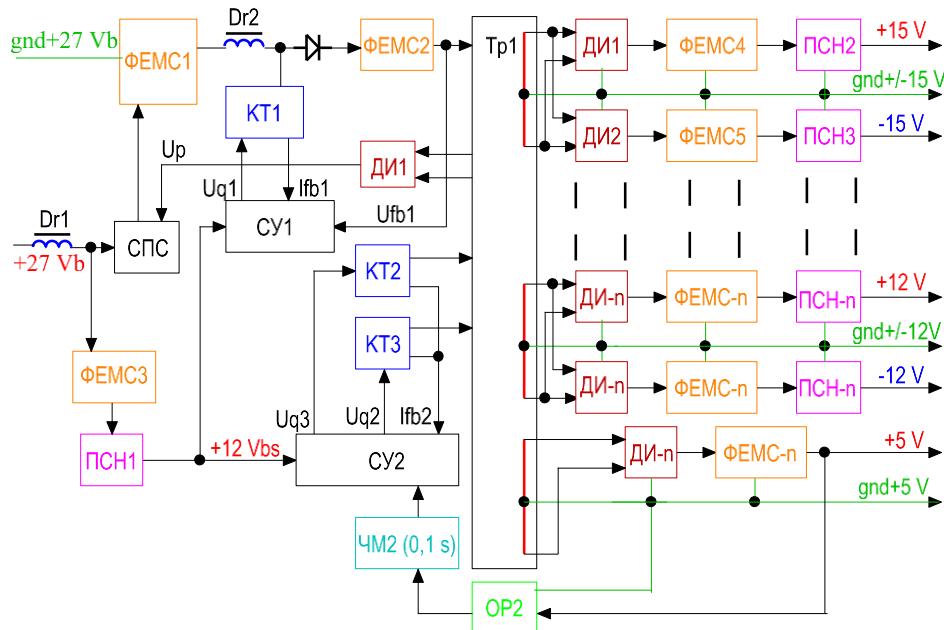 Dr2
gnd+27 Vb
ФЕМС1
ФЕМС2
Тр1
ДИ1
ФЕМС4
ПСН2
+15 V
gnd+/-15 V
КТ1
ДИ2
ФЕМС5
ПСН3
-15 V
Up
ДИ1
Uq1
Ifb1
Ufb1
Dr1
СПС
СУ1
+27 Vb
КТ2
ДИ-n
ФЕМС-n
ПСН-n
+12 V
КТ3
gnd+/-12V
ФЕМС3
ДИ-n
ФЕМС-n
ПСН-n
-12 V
Uq3
Uq2
Ifb2
ПСН1
+12 Vbs
СУ2
ДИ-n
ФЕМС-n
+5 V
gnd+5 V
ЧМ2 (0,1 s)
ОР2